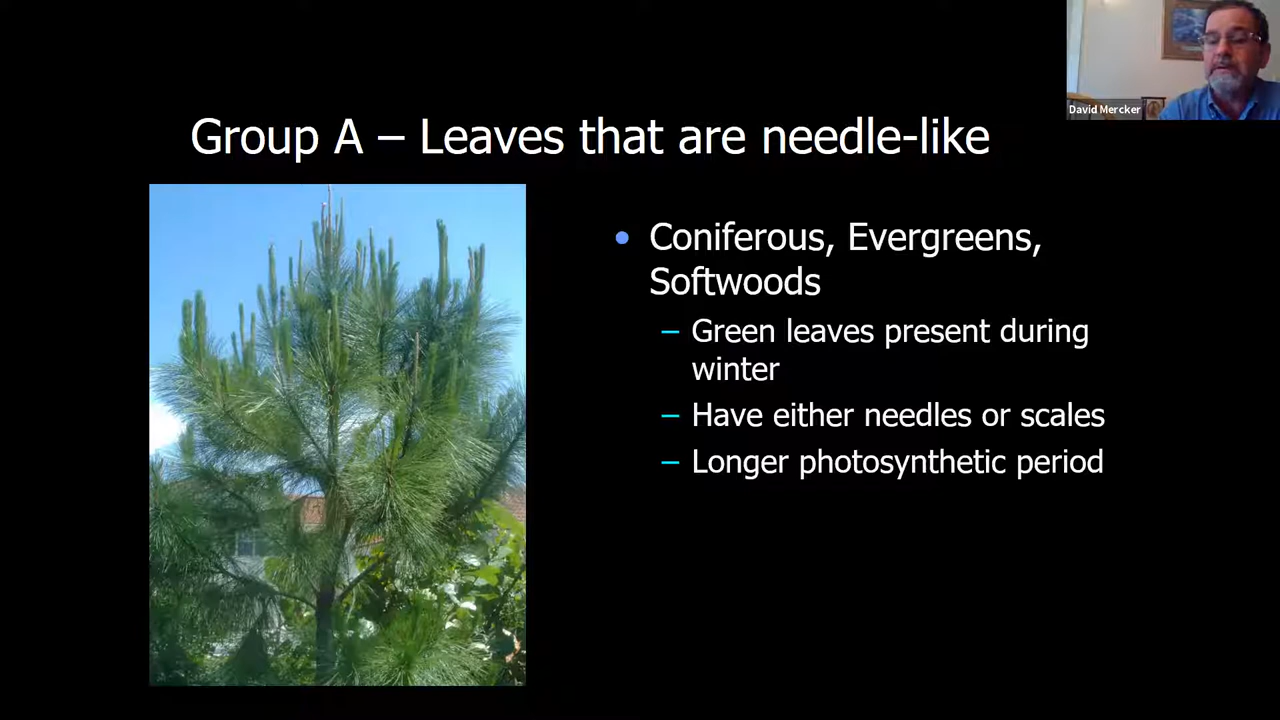 David Mercker
Group A – Leaves that are needle-like
• Coniferous, Evergreens,
Softwoods
– Green leaves present during
winter
– Have either needles or scales
– Longer photosynthetic period